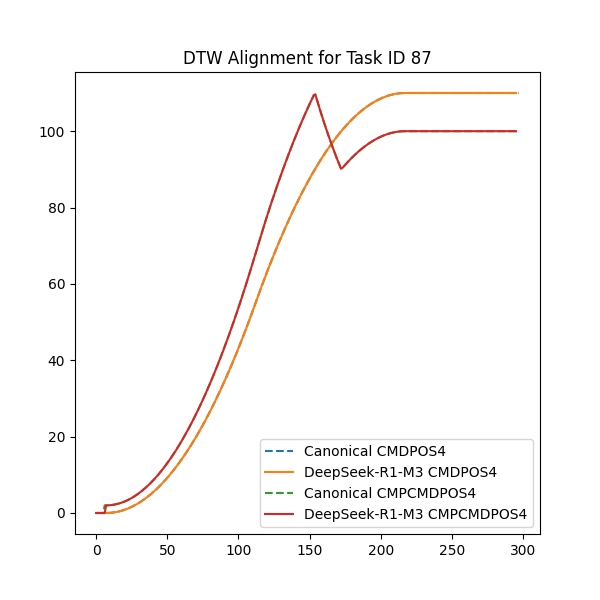 DTW Alignment for Task ID 87
100
80
60
40
20
0
Canonical CMDPOS4
DeepSeek-R1-M3 CMDPOS4
Canonical CMPCMDPOS4
DeepSeek-R1-M3 CMPCMDPOS4
0 50 100 150 200 250 300